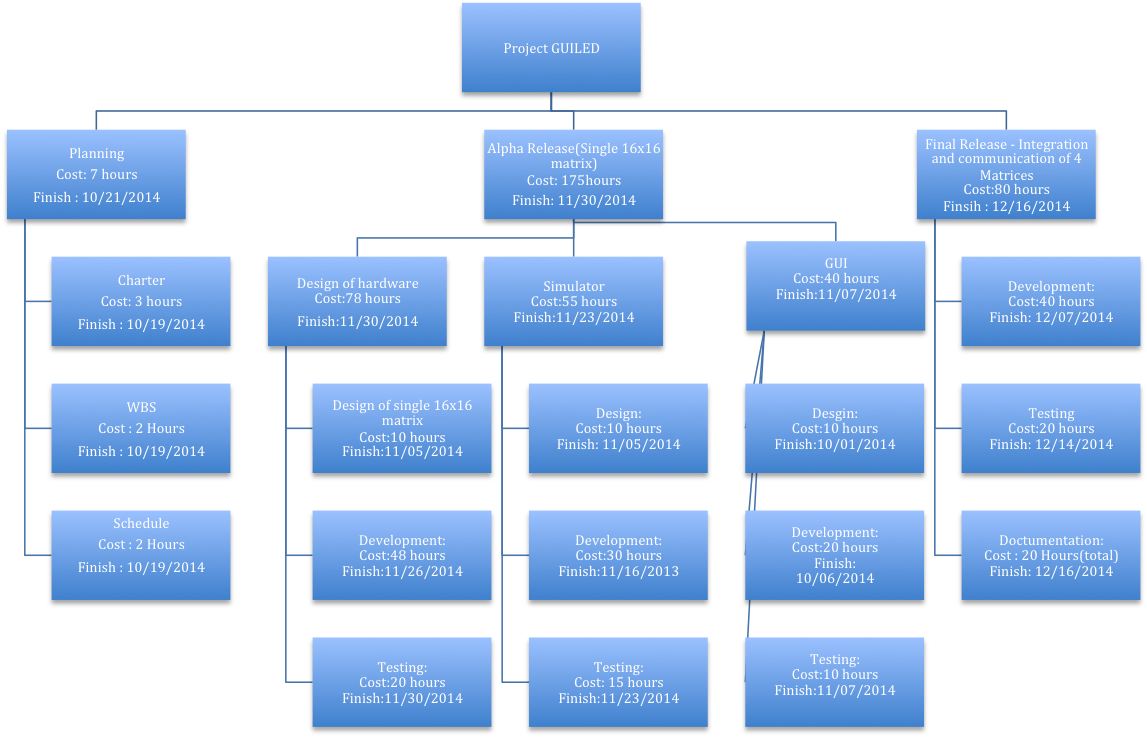 Project GUILED
Planning
Cost: 7 hours
Finish : 10/21/2014
Alpha Release(Single 16x16
matrix)
Cost: 175hours
Finish: 11/30/2014
Final Release - Integration
and communication of 4
Matrices
Cost:80 hours
Finsih : 12/16/2014
Charter
Cost: 3 hours
Finish : 10/19/2014
WBS
Cost : 2 Hours
Finish : 10/19/2014
Schedule
Cost : 2 Hours
Finish : 10/19/2014
Design of hardware
Cost:78 hours
Finish:11/30/2014
Design of single 16x16
matrix
Cost:10 hours
Finish:11/05/2014
Development:
Cost:48 hours
Finish:11/26/2014
Testing:
Cost:20 hours
Finish:11/30/2014
Simulator
Cost:55 hours
Finish:11/23/2014
Design:
Cost:10 hours
Finish: 11/05/2014
Development:
Cost:30 hours
Finish:11/16/2013
Testing:
Cost: 15 hours
Finish:11/23/2014
GUI
Cost:40 hours
Finish:11/07/2014
Desgin:
Cost:10 hours
Finish:10/01/2014
Development:
Cost:20 hours
Finish:
10/06/2014
Testing:
Cost:10 hours
Finish:11/07/2014
Development:
Cost:40 hours
Finish: 12/07/2014
Testing
Cost:20 hours
Finish: 12/14/2014
Doctumentation:
Cost : 20 Hours(total)
Finish: 12/16/2014